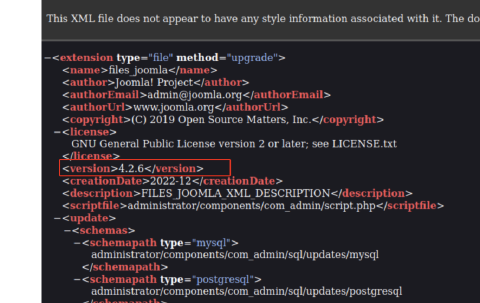 This XML file does not appear to have any style information associated with it. The do
−<extension type="file" method="upgrade">
<name>files_joomla</name>
<author>Joomla! Project</author>
<authorEmail>admin@joomla.org</authorEmail>
<authorUrl>www.joomla.org</authorUrl>
<copyright>(C) 2019 Open Source Matters, Inc.</copyright>
−<license>
GNU General Public License version 2 or later; see LICENSE.txt
</license>
<version>4.2.6</version>
<creationDate>2022-12</creationDate>
<description>FILES_JOOMLA_XML_DESCRIPTION</description>
<scriptfile>administrator/components/com_admin/script.php</scriptfile>
−<update>
−<schemas>
−<schemapath type="mysql">
administrator/components/com_admin/sql/updates/mysql
</schemapath>
−<schemapath type="postgresql">
administrator/components/com_admin/sql/updates/postgresql
</schemapath>